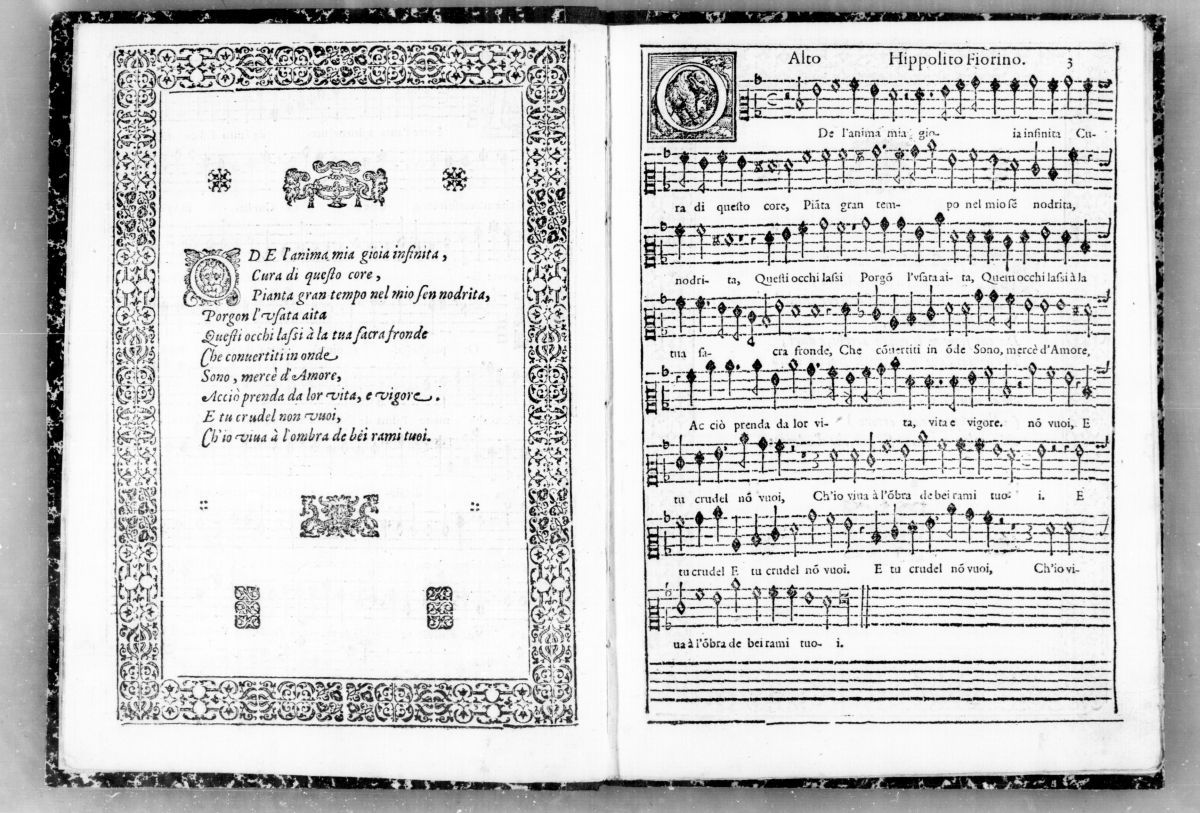 O DE l'anima mia gioia infinita,
Cura di questo core,
Pianta gran tempo nel mio sen nodrita,
Porgon l'vsata aita
Questi occhi lassi à la tua sacra fronde
Che conuertiti in onde
Sono, mercè d'Amore,
Acciò prenda da lor vita, e vigore.
E tu crudel non vuoi,
Ch'io viua à l'ombra de bei rami tuoi.
Alto Hippolito Fiorino. 3
O De l'anima mia gio- ia infinita Cu-
ra di questo core, Piãta gran tem- po nel mio sẽ nodrita,
nodri- ta, Questi occhi lassi Porgõ l'vsata ai- ta, Questi occhi lassi à la
tua sa- cra fronde, Che cõuertiti in õde Sono, mercè d'Amore,
Ac ciò prenda da lor vi- ta, vita e vigore. nõ vuoi, E
tu crudel nõ vuoi, Ch'io viua à l'õbra de bei rami tuo- i. E
tu crudel E tu crudel nõ vuoi. E tu crudel nõ vuoi, Ch'io vi-
ua à l'õbra de bei rami tuo- i.